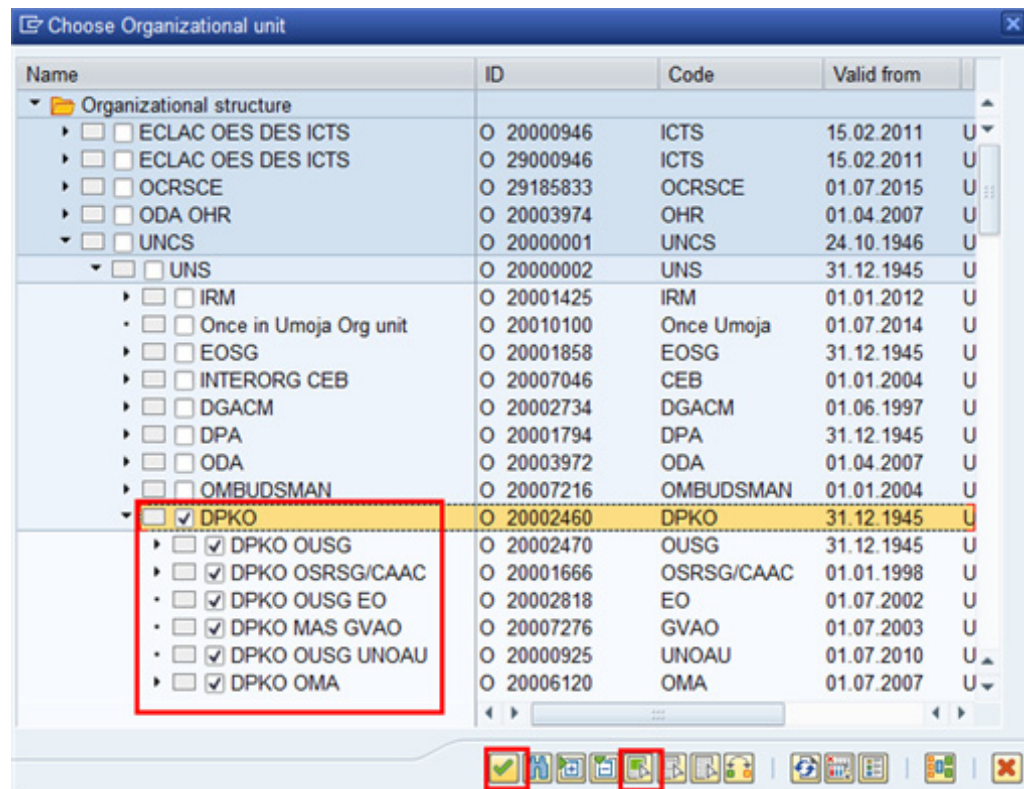 Choose Organizational unit
Name ID Code Valid from
Organizational structure
ECLAC OES DES ICTS O 20000946 ICTS 15.02.2011 U
ECLAC OES DES ICTS O 29000946 ICTS 15.02.2011 U
OCRSCE O 29185833 OCRSCE 01.07.2015 U
ODA OHR O 20003974 OHR 01.04.2007 U
UNCS O 20000001 UNCS 24.10.1946 U
UNS O 20000002 UNS 31.12.1945 U
IRM O 20001425 IRM 01.01.2012 U
Once in Umoja Org unit O 20010100 Once Umoja 01.07.2014 U
EOSG O 20001858 EOSG 31.12.1945 U
INTERORG CEB O 20007046 CEB 01.01.2004 U
DGACM O 20002734 DGACM 01.06.1997 U
DPA O 20001794 DPA 31.12.1945 U
ODA O 20003972 ODA 01.04.2007 U
OMBUDSMAN O 20007216 OMBUDSMAN 01.01.2004 U
DPKO O 20002460 DPKO 31.12.1945 U
DPKO OUSG O 20002470 OUSG 31.12.1945 U
DPKO OSRSG/CAAC O 20001666 OSRSG/CAAC 01.01.1998 U
DPKO OUSG EO O 20002818 EO 01.07.2002 U
DPKO MAS GVAO O 20007276 GVAO 01.07.2003 U
DPKO OUSG UNOAU O 20000925 UNOAU 01.07.2010 U
DPKO OMA O 20006120 OMA 01.07.2007 U